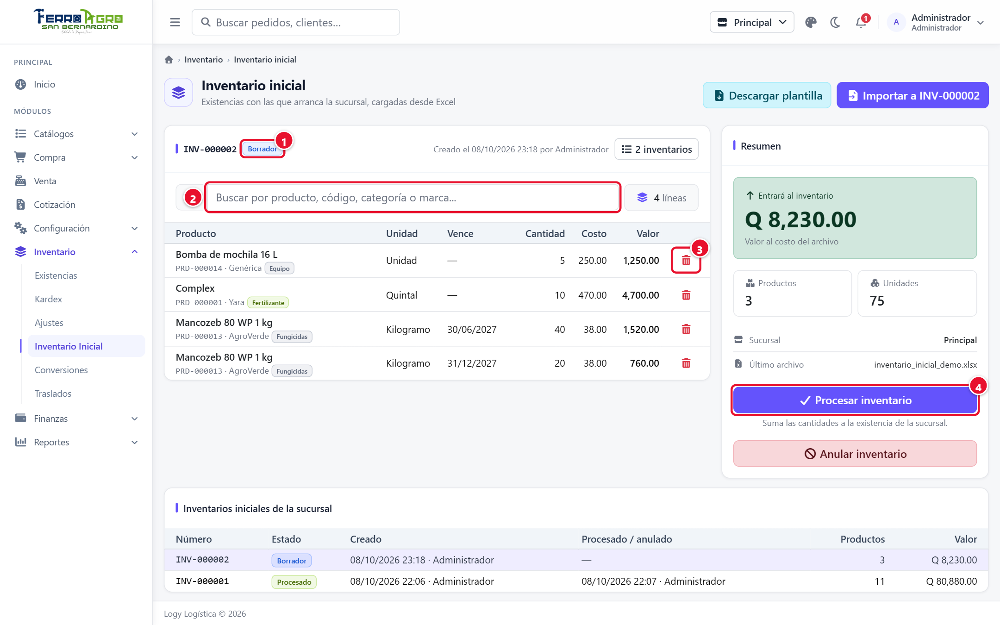 FERRO AGRO
SAN BERNARDINO
Buscar pedidos, clientes...
Principal
1
A
Administrador
Administrador
PRINCIPAL
Inicio
MÓDULOS
Catálogos
Compra
Venta
Cotización
Configuración
Inventario
Existencias
Kardex
Ajustes
Inventario Inicial
Conversiones
Traslados
Finanzas
Reportes
Inventario › Inventario inicial
Inventario inicial
Existencias con las que arranca la sucursal, cargadas desde Excel
Descargar plantilla
Importar a INV-000002
INV-000002 Borrador 1
Creado el 08/10/2026 23:18 por Administrador
2 inventarios
2 Buscar por producto, código, categoría o marca...
4 líneas
Producto Unidad Vence Cantidad Costo Valor
Bomba de mochila 16 L
PRD-000014 · Genérica Equipo
Unidad — 5 250.00 1,250.00
3
Complex
PRD-000001 · Yara Fertilizante
Quintal — 10 470.00 4,700.00
Mancozeb 80 WP 1 kg
PRD-000013 · AgroVerde Fungicidas
Kilogramo 30/06/2027 40 38.00 1,520.00
Mancozeb 80 WP 1 kg
PRD-000013 · AgroVerde Fungicidas
Kilogramo 31/12/2027 20 38.00 760.00
Resumen
Entrará al inventario
Q 8,230.00
Valor al costo del archivo
Productos
3
Unidades
75
Sucursal Principal
Último archivo inventario_inicial_demo.xlsx
4
Procesar inventario
Suma las cantidades a la existencia de la sucursal.
Anular inventario
Inventarios iniciales de la sucursal
Número Estado Creado Procesado / anulado Productos Valor
INV-000002 Borrador 08/10/2026 23:18 · Administrador — 3 Q 8,230.00
INV-000001 Procesado 08/10/2026 22:06 · Administrador 08/10/2026 22:07 · Administrador 11 Q 80,880.00
Logy Logística © 2026